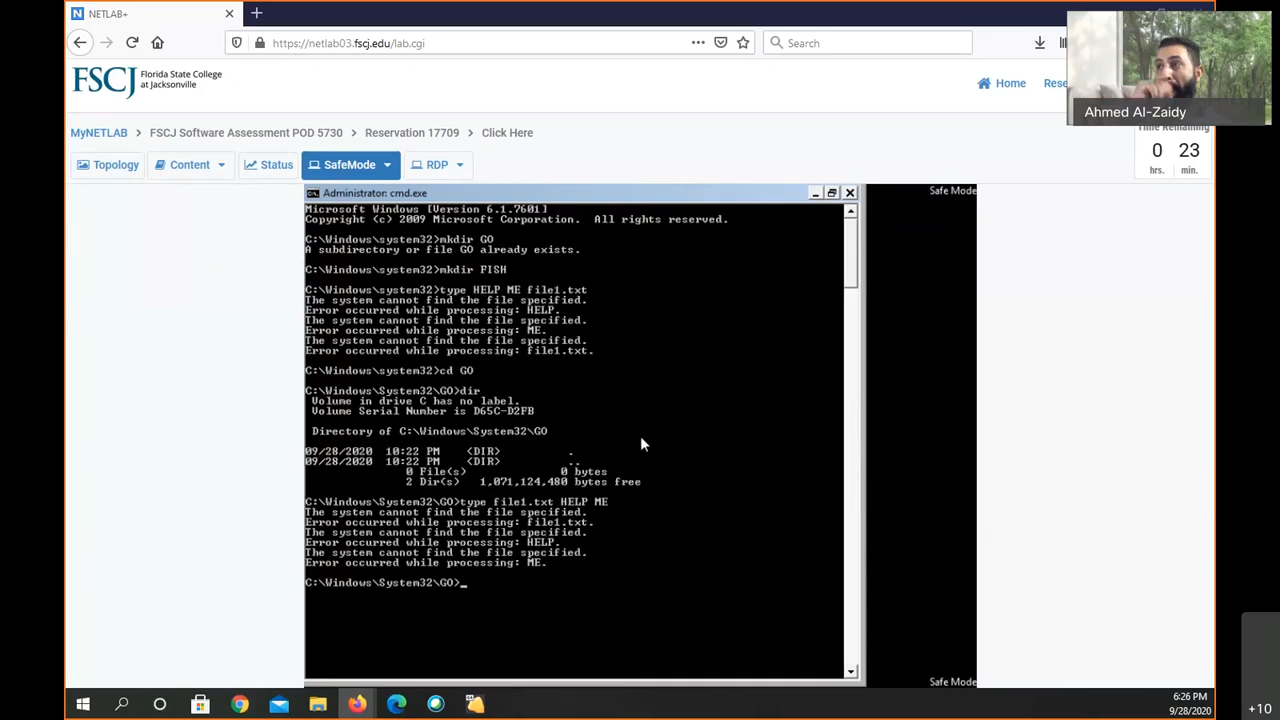 NETLAB+
https://netlab03.fscj.edu/lab.cgi
Search
FSCJ
Florida State College
at Jacksonville
Home
Rese
Ahmed Al-Zaidy
MyNETLAB
FSCJ Software Assessment POD 5730
Reservation 17709
Click Here
Time Remaining
0 23
hrs. min.
Topology
Content
Status
SafeMode
RDP
Administrator: cmd.exe
Safe Mode
Microsoft Windows [Version 6.1.7601]
Copyright (c) 2009 Microsoft Corporation.  All rights reserved.
C:\Windows\system32>mkdir GO
A subdirectory or file GO already exists.
C:\Windows\system32>mkdir FISH
C:\Windows\system32>type HELP ME file1.txt
The system cannot find the file specified.
Error occurred while processing: HELP.
The system cannot find the file specified.
Error occurred while processing: ME.
The system cannot find the file specified.
Error occurred while processing: file1.txt.
C:\Windows\system32>cd GO
C:\Windows\System32\GO>dir
Volume in drive C has no label.
Volume Serial Number is D65C-D2FB
Directory of C:\Windows\System32\GO
09/28/2020  10:22 PM    <DIR>          .
09/28/2020  10:22 PM    <DIR>          ..
0 File(s)              0 bytes
2 Dir(s)   1,071,124,480 bytes free
C:\Windows\System32\GO>type file1.txt HELP ME
The system cannot find the file specified.
Error occurred while processing: file1.txt.
The system cannot find the file specified.
Error occurred while processing: HELP.
The system cannot find the file specified.
Error occurred while processing: ME.
C:\Windows\System32\GO>_
Safe Mode
6:26 PM
9/28/2020
+10